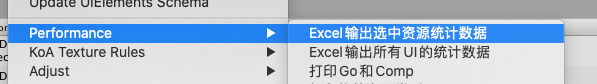 Update UIElements Schema
Performance
Excel输出选中资源统计数据
KoA Texture Rules
Excel输出所有UI的统计数据
Adjust
打印Go和Comp